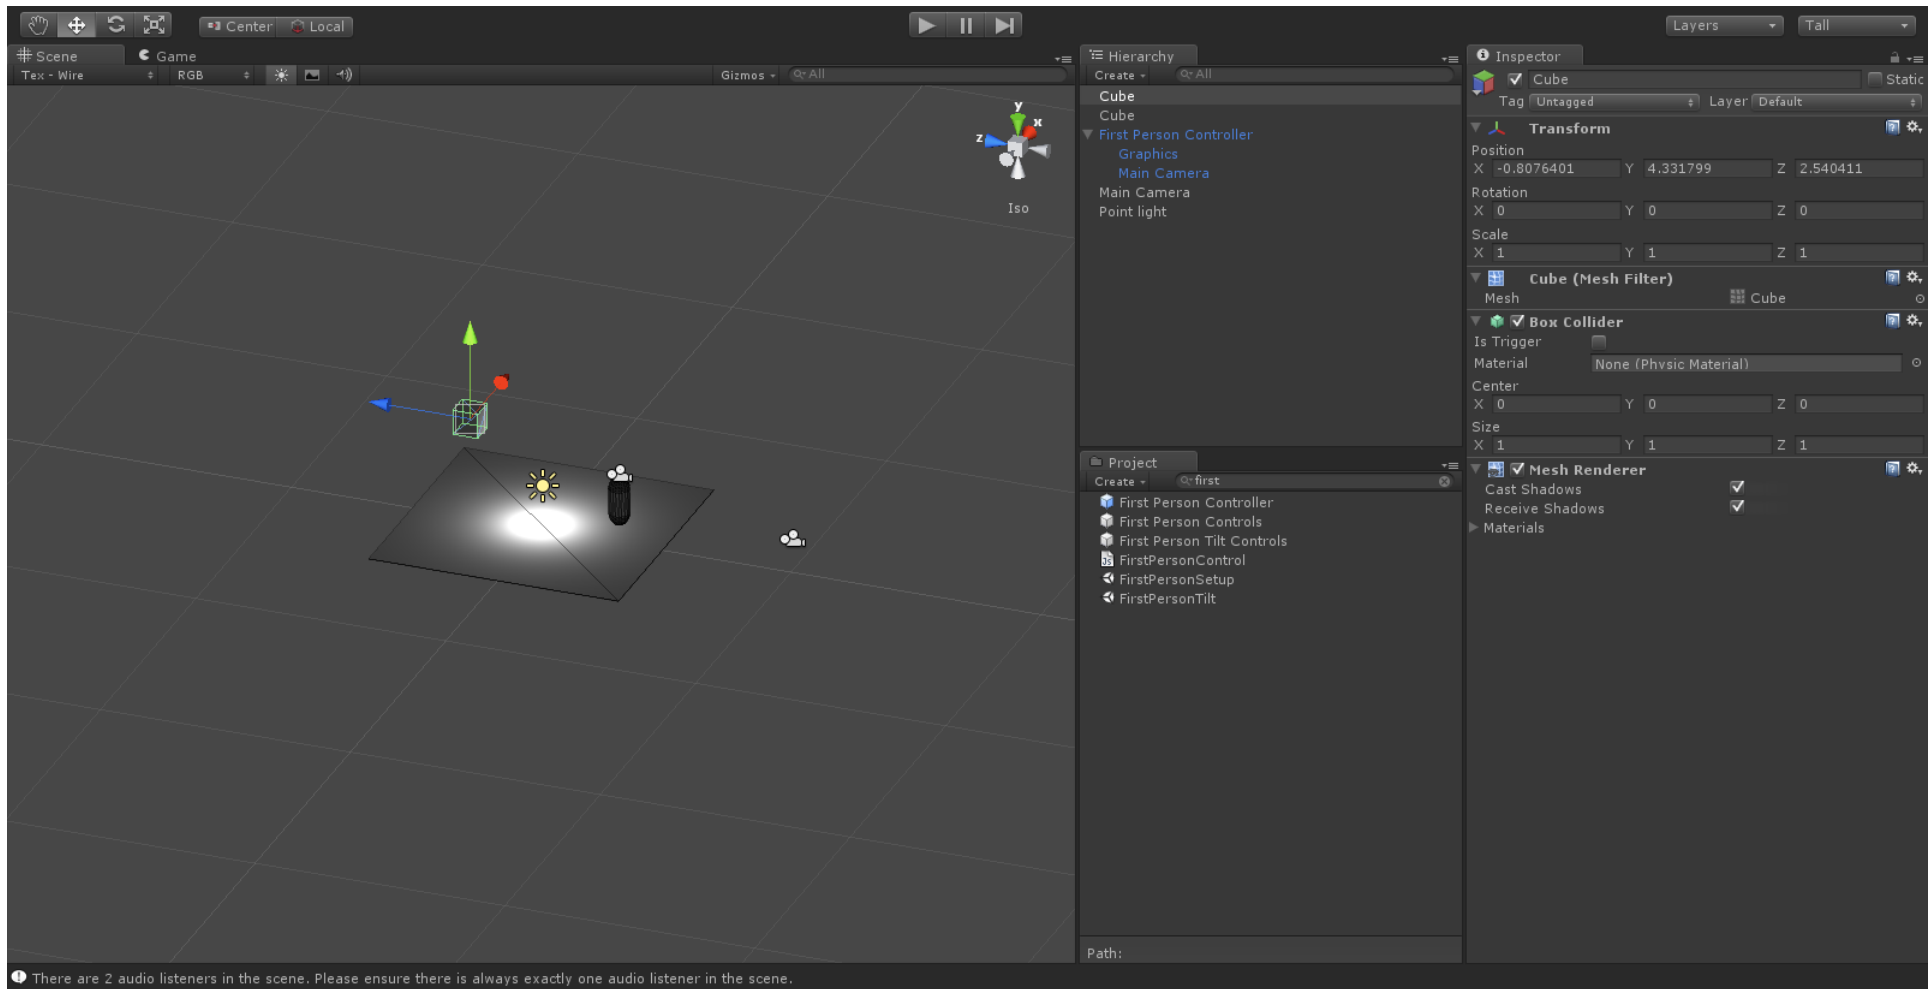 Center Local Layers Tall
Scene Game
Tex - Wire RGB Gizmos All
y
x
z
Iso
Hierarchy
Create All
Cube
Cube
First Person Controller
Graphics
Main Camera
Main Camera
Point light
Project
Create first
First Person Controller
First Person Controls
First Person Tilt Controls
FirstPersonControl
FirstPersonSetup
FirstPersonTilt
Path:
Inspector
Cube Static
Tag Untagged Layer Default
Transform
Position
X -0.8076401 Y 4.331799 Z 2.540411
Rotation
X 0 Y 0 Z 0
Scale
X 1 Y 1 Z 1
Cube (Mesh Filter)
Mesh Cube
Box Collider
Is Trigger
Material None (Physic Material)
Center
X 0 Y 0 Z 0
Size
X 1 Y 1 Z 1
Mesh Renderer
Cast Shadows
Receive Shadows
Materials
There are 2 audio listeners in the scene. Please ensure there is always exactly one audio listener in the scene.